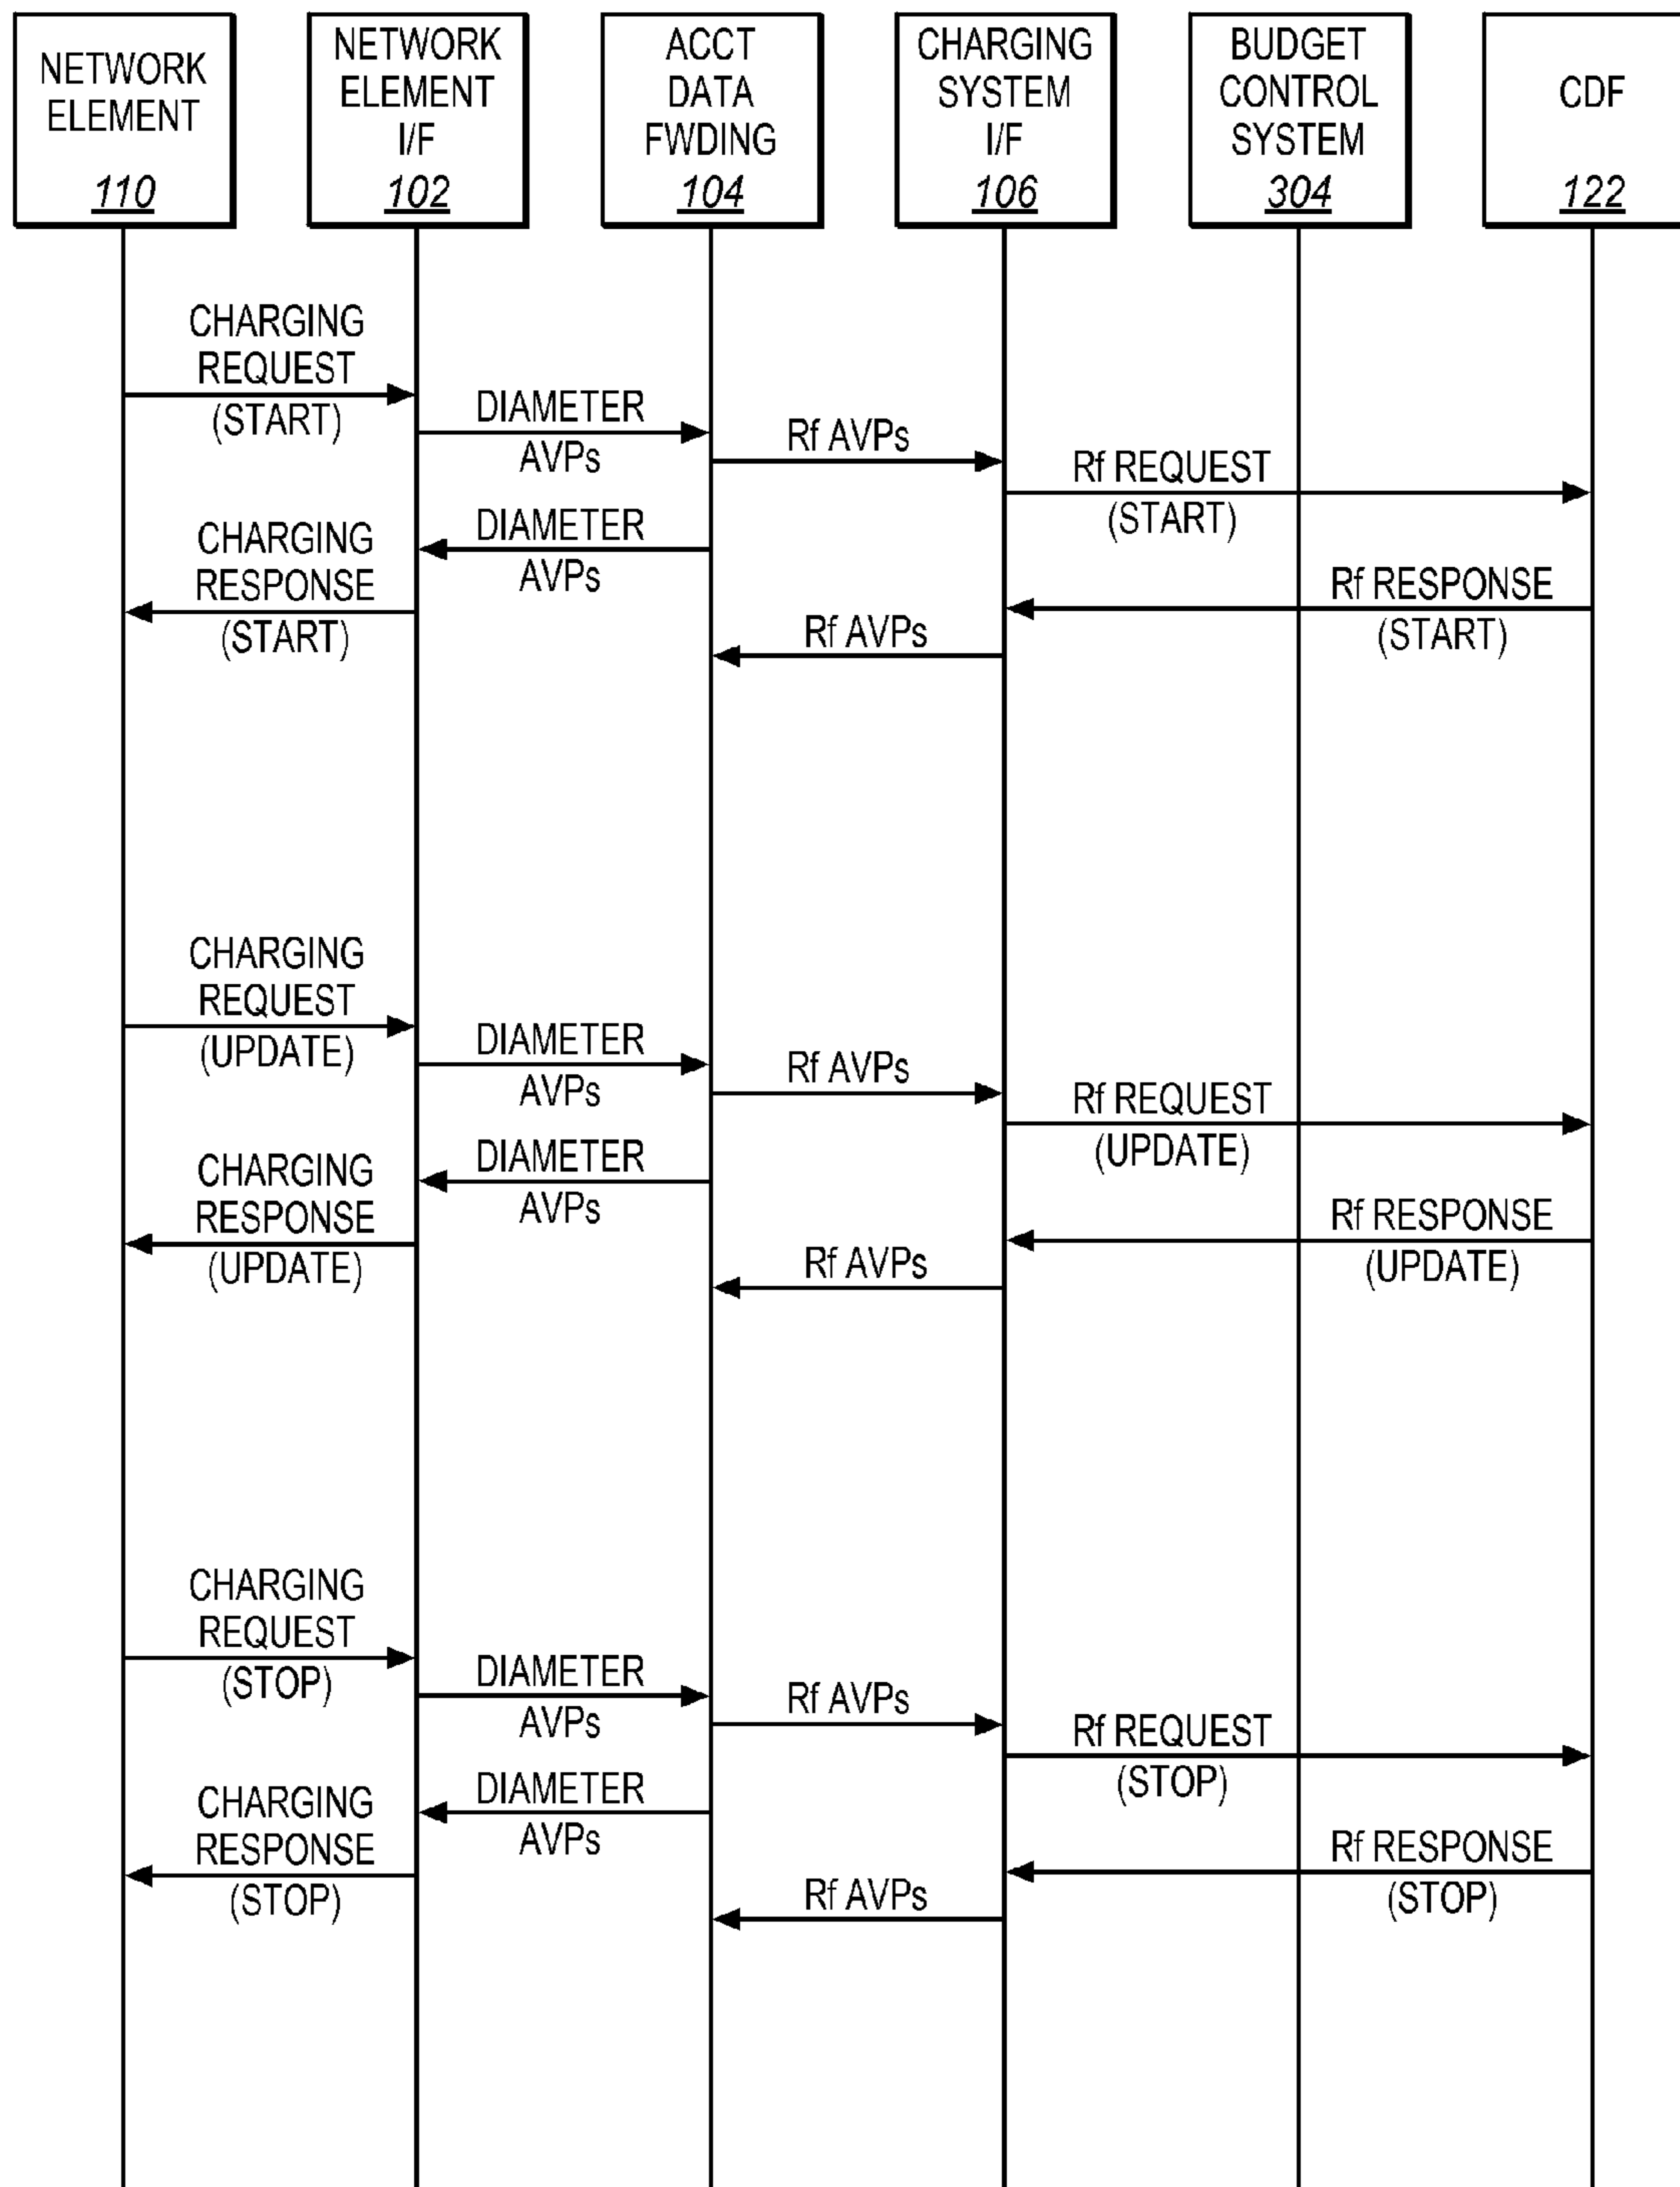 NETWORK
ELEMENT
110
NETWORK
ELEMENT
I/F
102
ACCT
DATA
FWDING
104
CHARGING
SYSTEM
I/F
106
BUDGET
CONTROL
SYSTEM
304
CDF
122
CHARGING
REQUEST
(START)
DIAMETER
AVPs
Rf AVPs
Rf REQUEST
(START)
DIAMETER
AVPs
CHARGING
RESPONSE
(START)
Rf RESPONSE
(START)
Rf AVPs
CHARGING
REQUEST
(UPDATE)
DIAMETER
AVPs
Rf AVPs
Rf REQUEST
(UPDATE)
DIAMETER
AVPs
CHARGING
RESPONSE
(UPDATE)
Rf RESPONSE
(UPDATE)
Rf AVPs
CHARGING
REQUEST
(STOP)
DIAMETER
AVPs
Rf AVPs
Rf REQUEST
(STOP)
DIAMETER
AVPs
CHARGING
RESPONSE
(STOP)
Rf RESPONSE
(STOP)
Rf AVPs